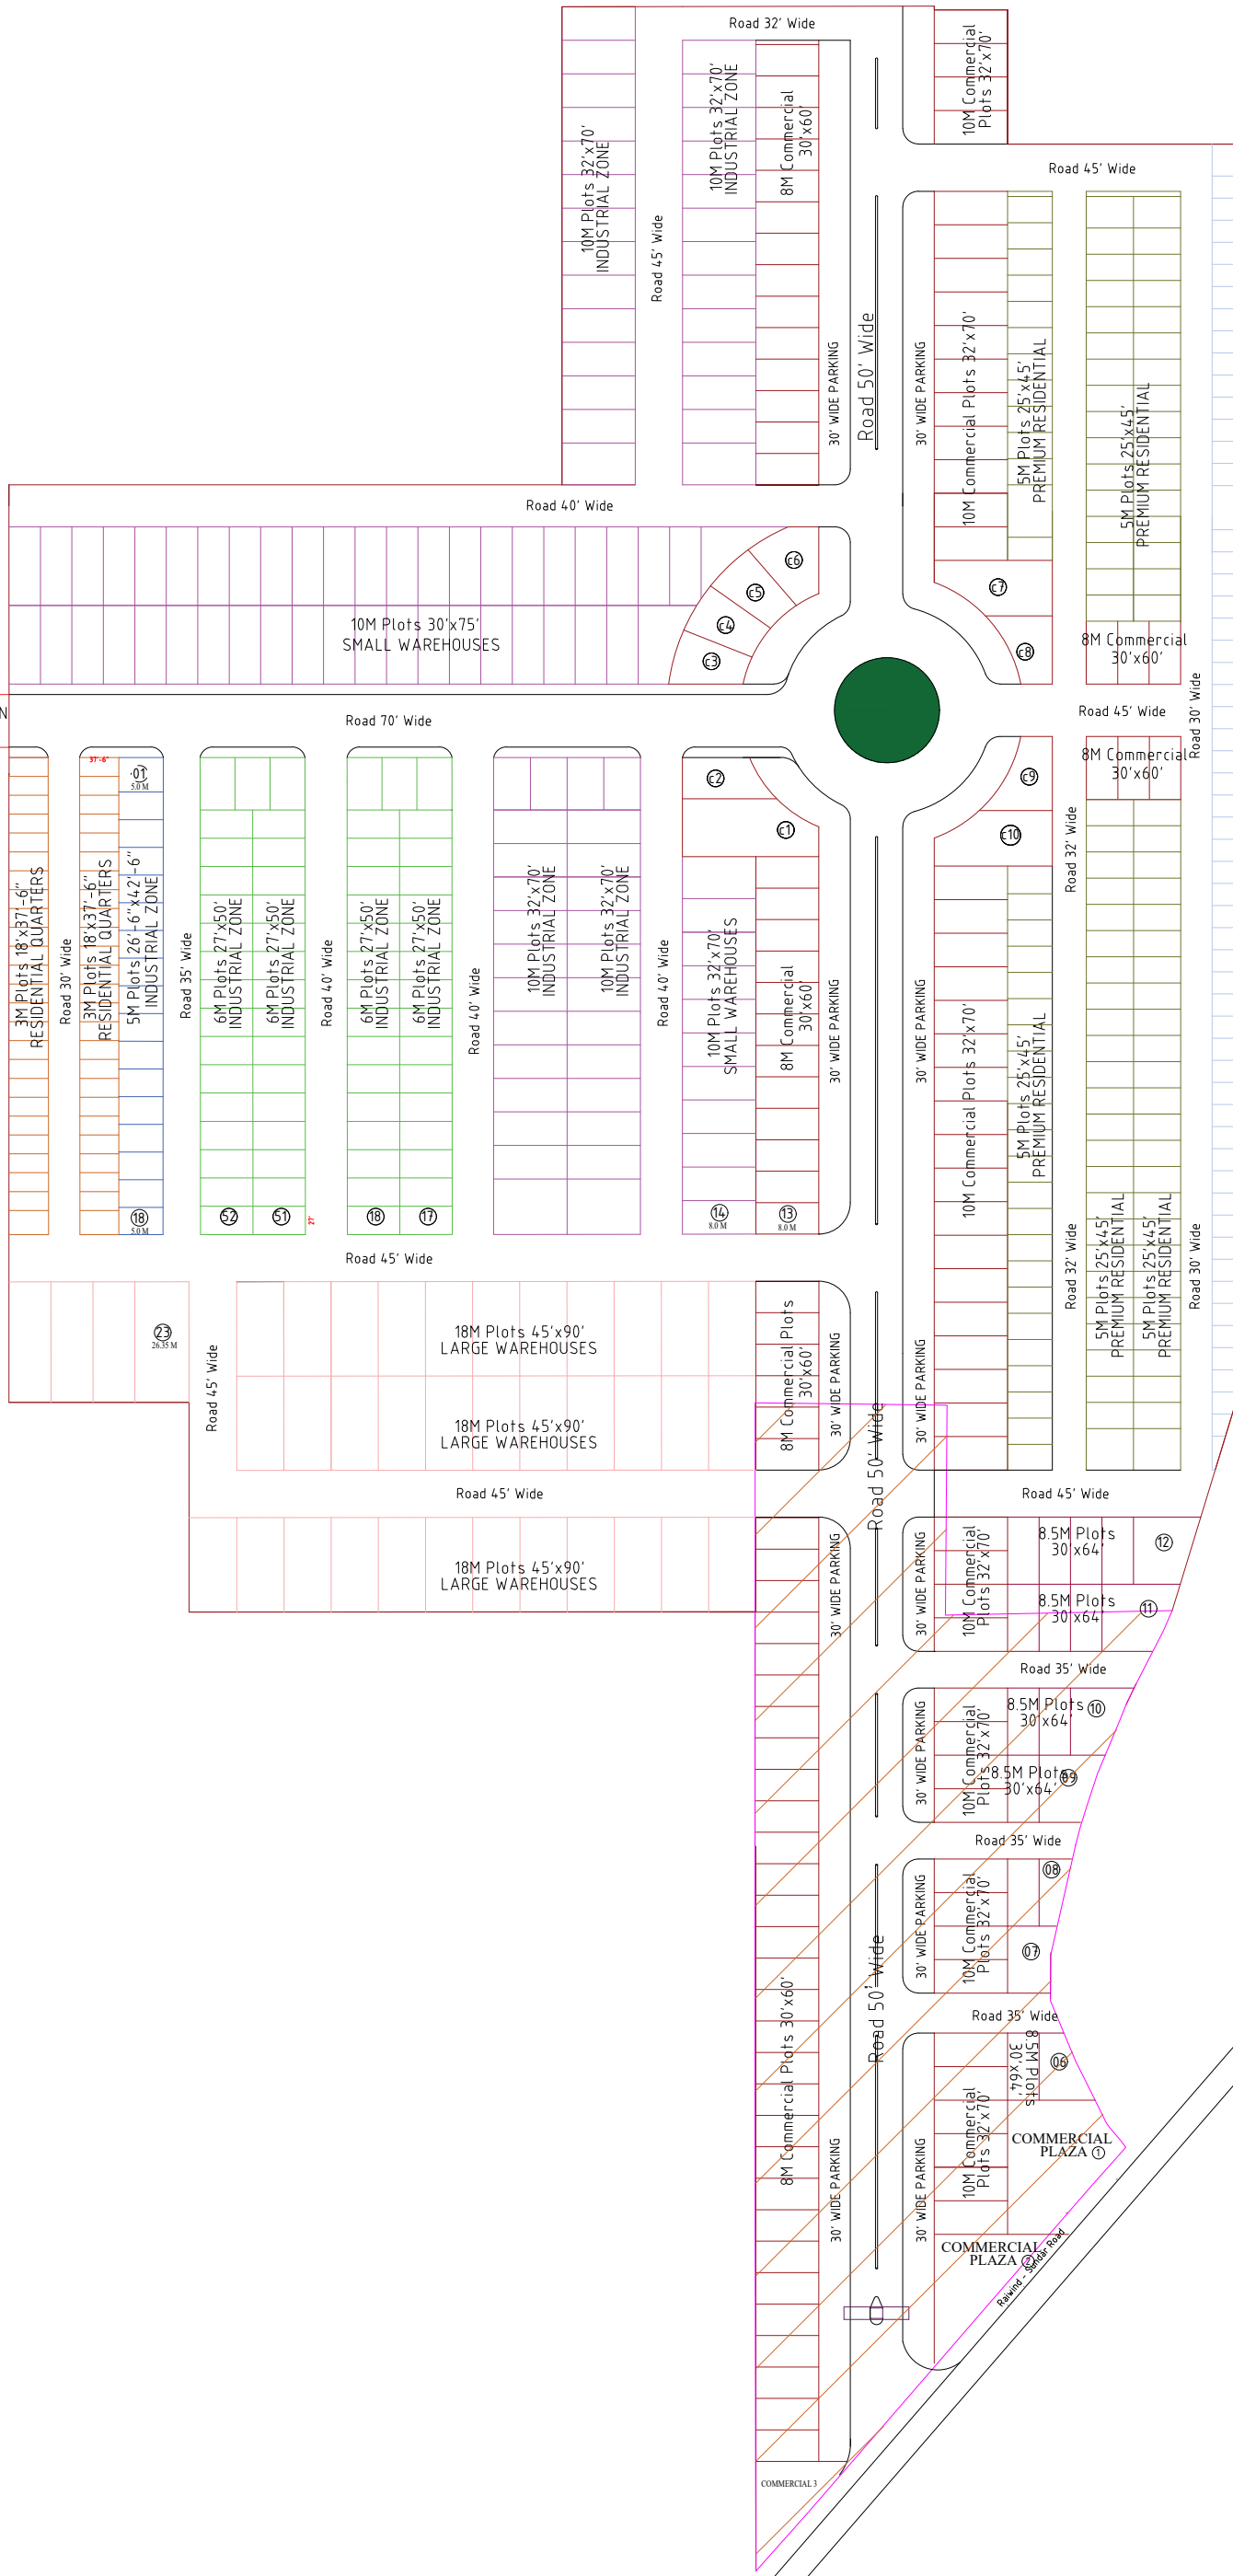 Road 32' Wide
10M Commercial
Plots 32'x70'
10M Plots 32'x70'
INDUSTRIAL ZONE
10M Plots 32'x70'
INDUSTRIAL ZONE
8M Commercial
30'x60'
Road 45' Wide
Road 45' Wide
30' WIDE PARKING
Road 50' Wide
30' WIDE PARKING
10M Commercial Plots 32'x70'
5M Plots 25'x45'
PREMIUM RESIDENTIAL
5M Plots 25'x45'
PREMIUM RESIDENTIAL
Road 40' Wide
c6
c5
c4
c3
c7
c8
10M Plots 30'x75'
SMALL WAREHOUSES
8M Commercial
30'x60'
Road 30' Wide
N
Road 70' Wide
Road 45' Wide
8M Commercial
30'x60'
37'-6"
01
5.0 M
c2
c1
c9
c10
Road 32' Wide
3M Plots 18'x37'-6"
RESIDENTIAL QUARTERS
Road 30' Wide
3M Plots 18'x37'-6"
RESIDENTIAL QUARTERS
5M Plots 26'-6"x42'-6"
INDUSTRIAL ZONE
Road 35' Wide
6M Plots 27'x50'
INDUSTRIAL ZONE
6M Plots 27'x50'
INDUSTRIAL ZONE
Road 40' Wide
6M Plots 27'x50'
INDUSTRIAL ZONE
6M Plots 27'x50'
INDUSTRIAL ZONE
Road 40' Wide
10M Plots 32'x70'
INDUSTRIAL ZONE
10M Plots 32'x70'
INDUSTRIAL ZONE
Road 40' Wide
10M Plots 32'x70'
SMALL WAREHOUSES
8M Commercial
30'x60'
30' WIDE PARKING
30' WIDE PARKING
10M Commercial Plots 32'x70'
5M Plots 25'x45'
PREMIUM RESIDENTIAL
18
5.0 M
52
51
27'
18
17
14
8.0 M
13
8.0 M
Road 32' Wide
5M Plots 25'x45'
PREMIUM RESIDENTIAL
5M Plots 25'x45'
PREMIUM RESIDENTIAL
Road 30' Wide
Road 45' Wide
23
26.35 M
Road 45' Wide
18M Plots 45'x90'
LARGE WAREHOUSES
18M Plots 45'x90'
LARGE WAREHOUSES
8M Commercial Plots
30'x60'
30' WIDE PARKING
Road 50' Wide
30' WIDE PARKING
Road 45' Wide
Road 45' Wide
18M Plots 45'x90'
LARGE WAREHOUSES
30' WIDE PARKING
30' WIDE PARKING
10M Commercial
Plots 32'x70'
8.5M Plots
30'x64'
12
8.5M Plots
30'x64'
11
Road 35' Wide
30' WIDE PARKING
10M Commercial
Plots 32'x70'
8.5M Plots
30'x64'
10
8.5M Plots
30'x64'
09
Road 35' Wide
30' WIDE PARKING
10M Commercial
Plots 32'x70'
08
07
Road 50' Wide
8M Commercial Plots 30'x60'
Road 35' Wide
8.5M Plots
30'x64'
06
10M Commercial
Plots 32'x70'
30' WIDE PARKING
30' WIDE PARKING
COMMERCIAL
PLAZA 1
COMMERCIAL
PLAZA 2
Raiwind - Sundar Road
COMMERCIAL 3